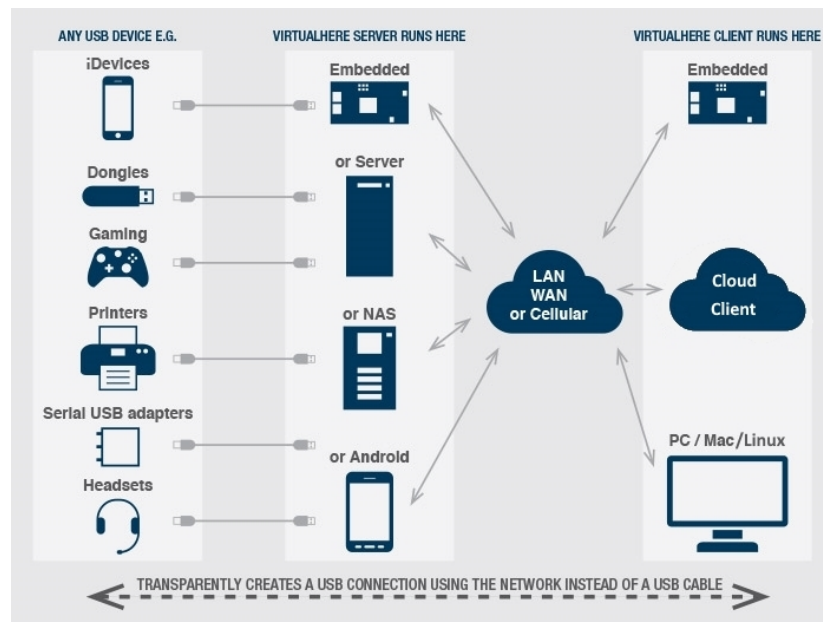 ANY USB DEVICE E.G.
VIRTUALHERE SERVER RUNS HERE
VIRTUALHERE CLIENT RUNS HERE
iDevices
Dongles
Gaming
Printers
Serial USB adapters
Headsets
Embedded
or Server
or NAS
or Android
LAN
WAN
or Cellular
Embedded
Cloud
Client
PC / Mac/Linux
TRANSPARENTLY CREATES A USB CONNECTION USING THE NETWORK INSTEAD OF A USB CABLE